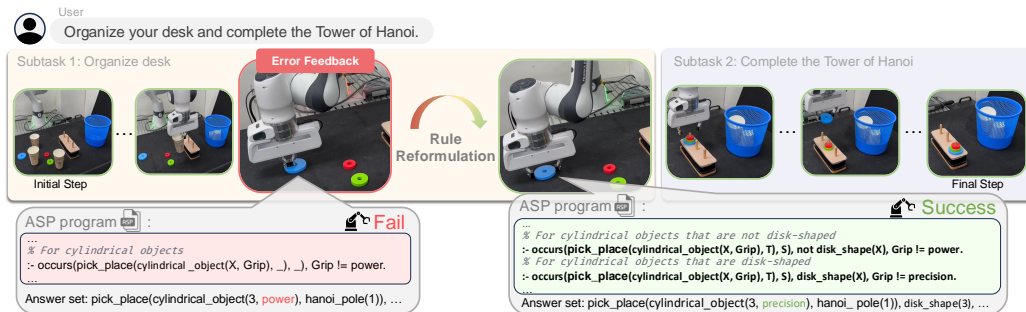 User
Organize your desk and complete the Tower of Hanoi.
Subtask 1: Organize desk
Error Feedback
Subtask 2: Complete the Tower of Hanoi
Rule
Reformulation
Initial Step
Final Step
ASP program ASP :
Fail
...
% For cylindrical objects
:- occurs(pick_place(cylindrical _object(X, Grip), _), _), Grip != power.
...
Answer set: pick_place(cylindrical_object(3, power), hanoi_pole(1)), ...
ASP program ASP :
Success
...
% For cylindrical objects that are not disk-shaped
:- occurs(pick_place(cylindrical_object(X, Grip), T), S), not disk_shape(X), Grip != power.
% For cylindrical objects that are disk-shaped
:- occurs(pick_place(cylindrical_object(X, Grip), T), S), disk_shape(X), Grip != precision.
...
Answer set: pick_place(cylindrical_object(3, precision), hanoi_ pole(1)), disk_shape(3), ...